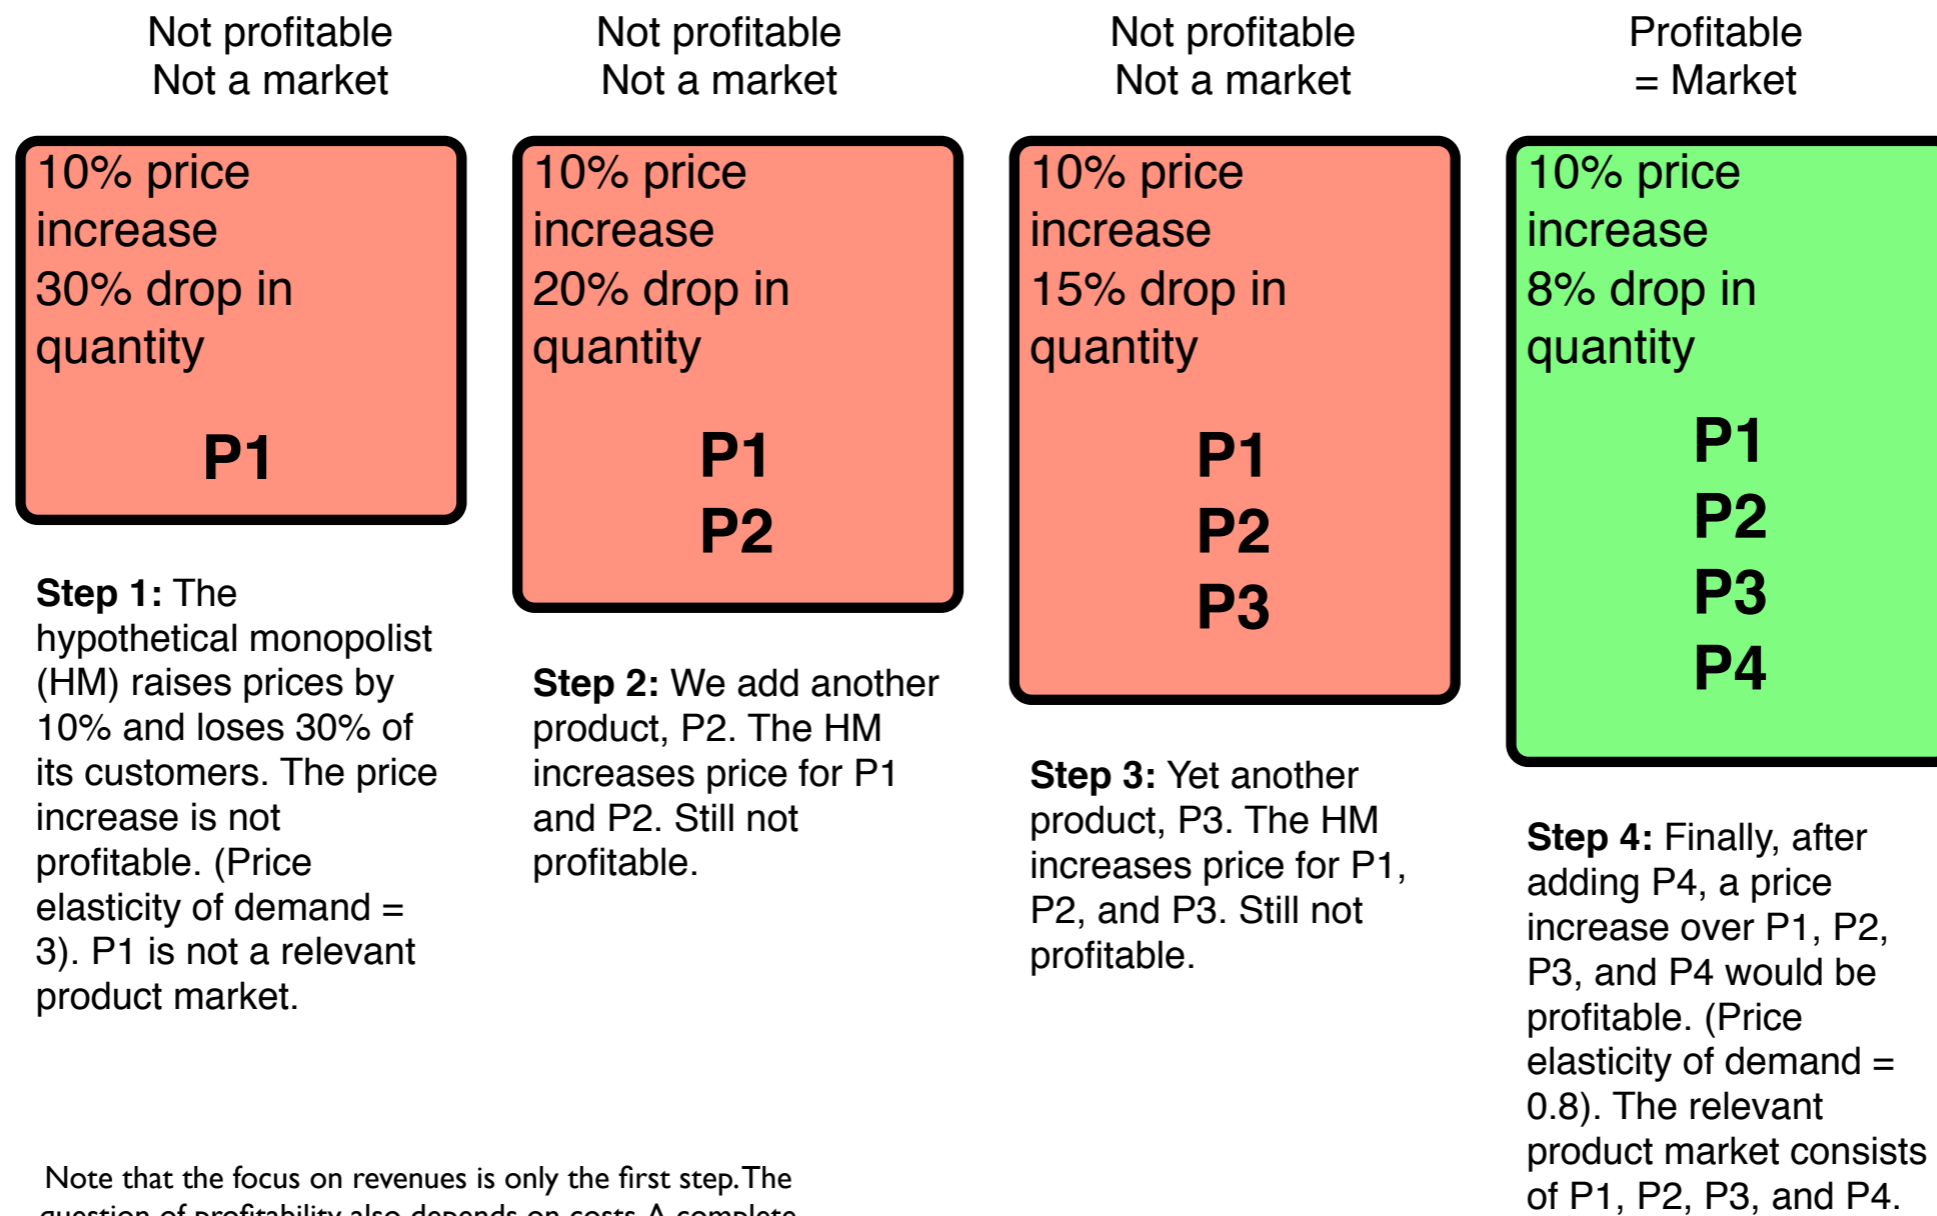 Not profitable
Not a market
10% price
increase
30% drop in
quantity
P1
Step 1: The
hypothetical monopolist
(HM) raises prices by
10% and loses 30% of
its customers. The price
increase is not
profitable. (Price
elasticity of demand =
3). P1 is not a relevant
product market.
Not profitable
Not a market
10% price
increase
20% drop in
quantity
P1
P2
Step 2: We add another
product, P2. The HM
increases price for P1
and P2. Still not
profitable.
Not profitable
Not a market
10% price
increase
15% drop in
quantity
P1
P2
P3
Step 3: Yet another
product, P3. The HM
increases price for P1,
P2, and P3. Still not
profitable.
Profitable
= Market
10% price
increase
8% drop in
quantity
P1
P2
P3
P4
Step 4: Finally, after
adding P4, a price
increase over P1, P2,
P3, and P4 would be
profitable. (Price
elasticity of demand =
0.8). The relevant
product market consists
of P1, P2, P3, and P4.
Note that the focus on revenues is only the first step. The
question of profitability also depends on costs. A complete